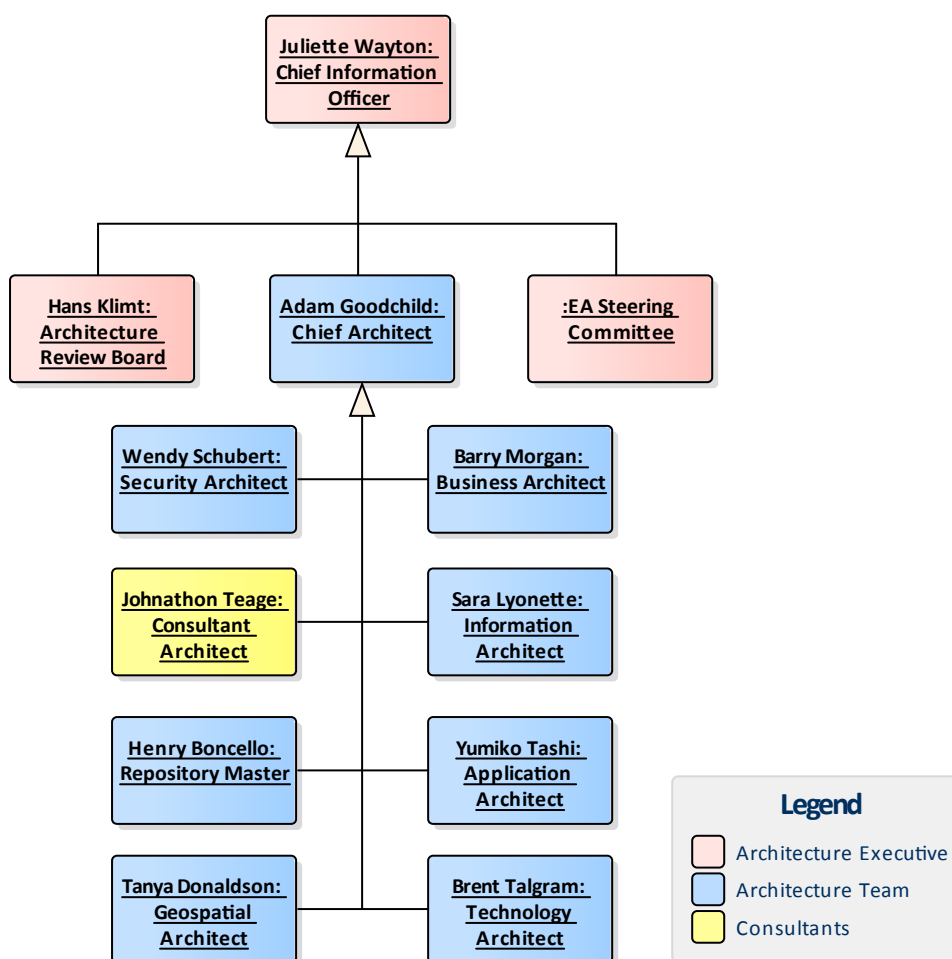 Juliette Wayton:
Chief Information
Officer
Hans Klimt:
Architecture
Review Board
Adam Goodchild:
Chief Architect
:EA Steering
Committee
Wendy Schubert:
Security Architect
Barry Morgan:
Business Architect
Johnathon Teage:
Consultant
Architect
Sara Lyonette:
Information
Architect
Henry Boncello:
Repository Master
Yumiko Tashi:
Application
Architect
Tanya Donaldson:
Geospatial
Architect
Brent Talgram:
Technology
Architect
Legend
Architecture Executive
Architecture Team
Consultants